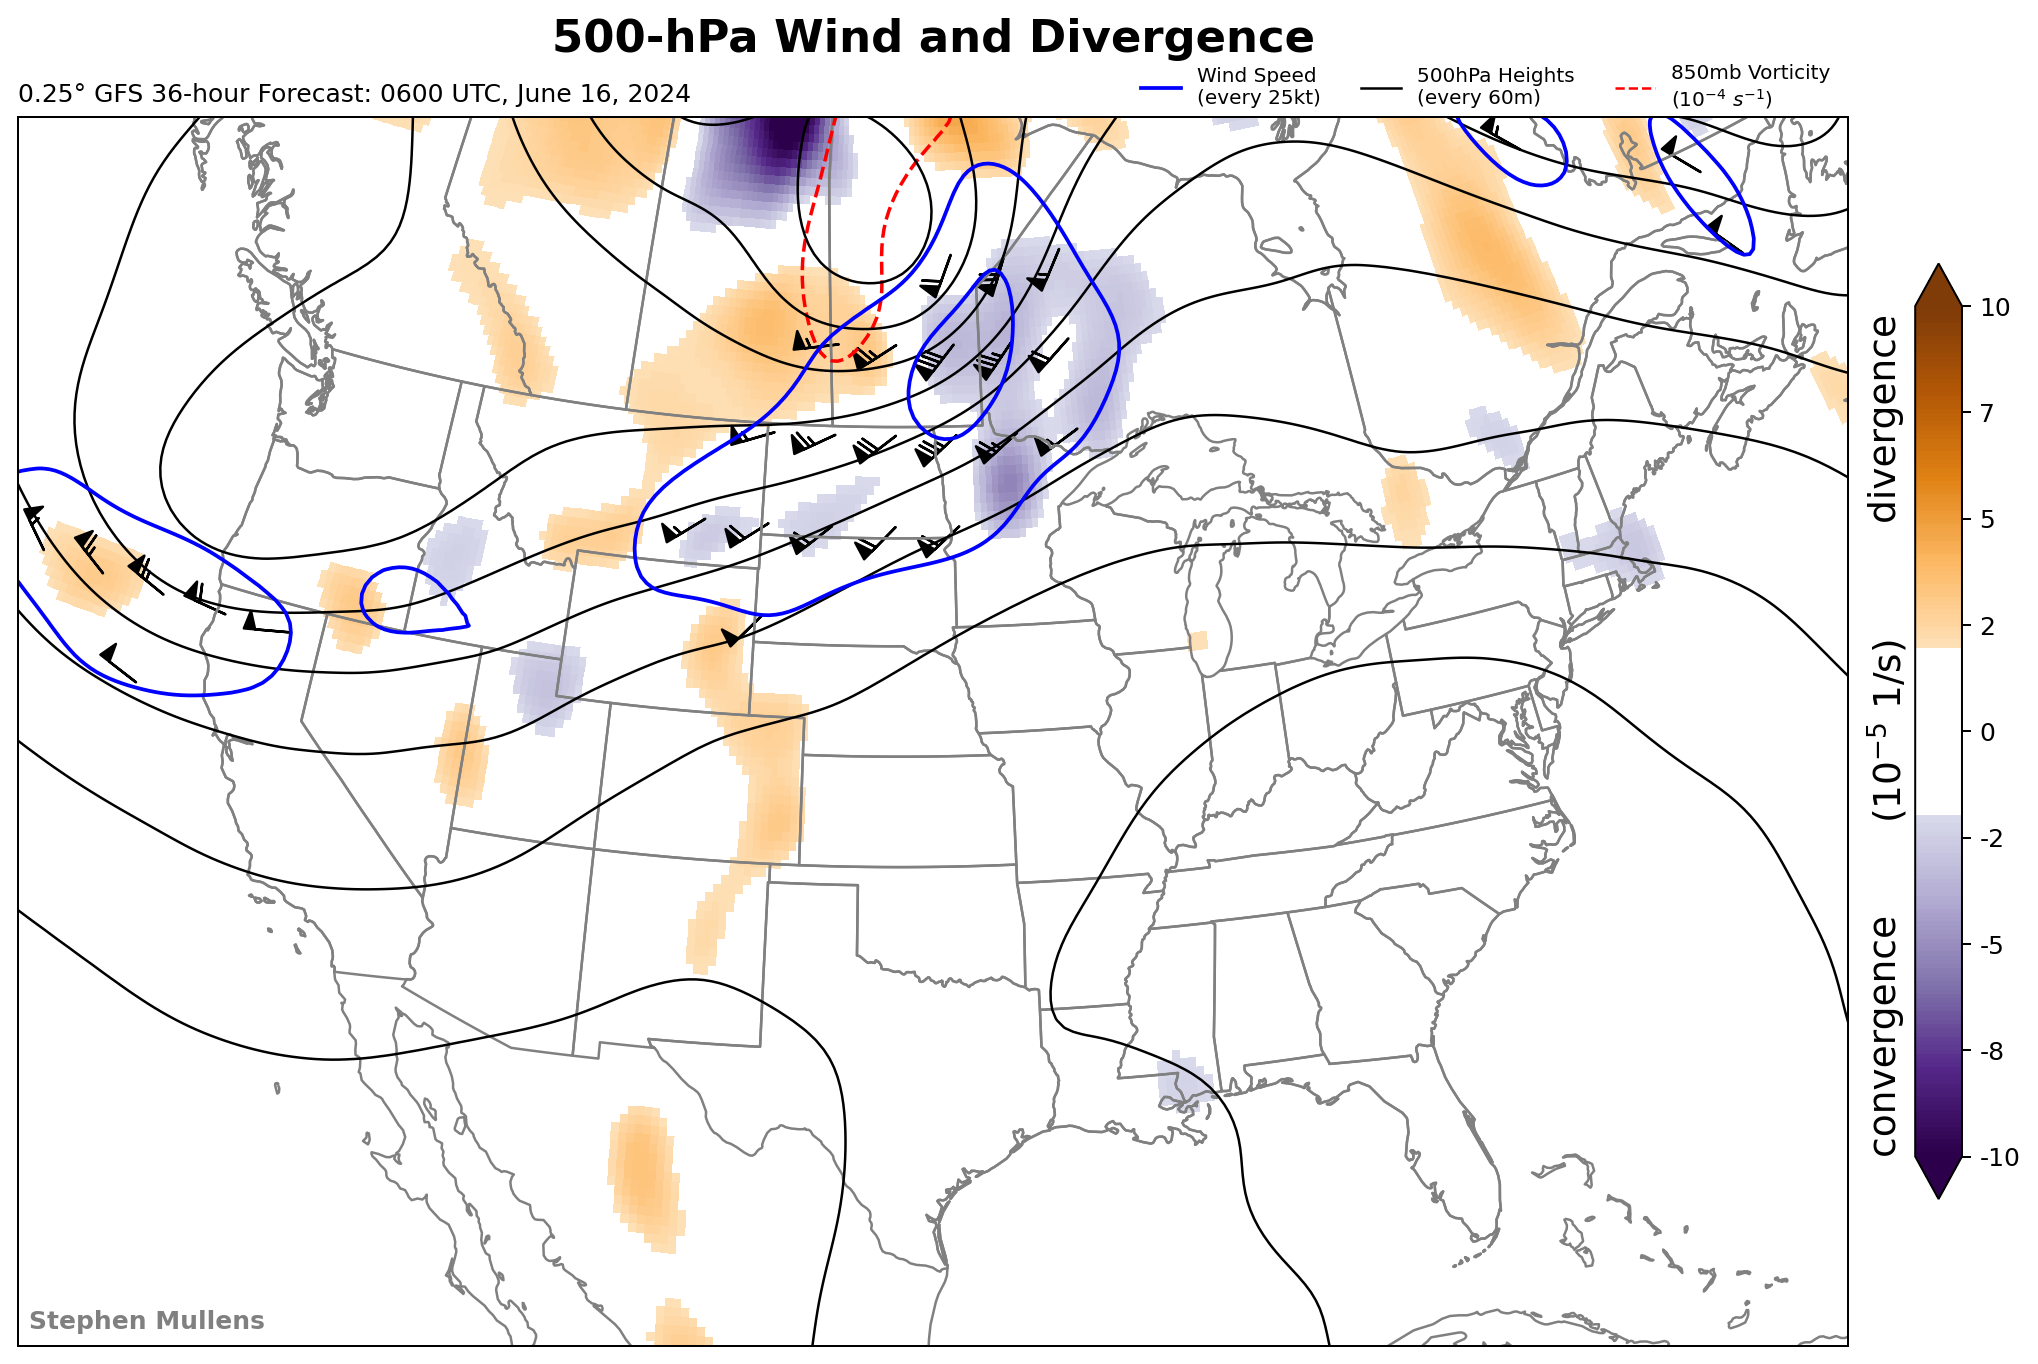 500-hPa Wind and Divergence
0.25° GFS 36-hour Forecast: 0600 UTC, June 16, 2024
Wind Speed
(every 25kt)
500hPa Heights
(every 60m)
850mb Vorticity
(10⁻⁴ s⁻¹)
10
7
5
2
0
-2
-5
-8
-10
convergence (10⁻⁵ 1/s) divergence
Stephen Mullens